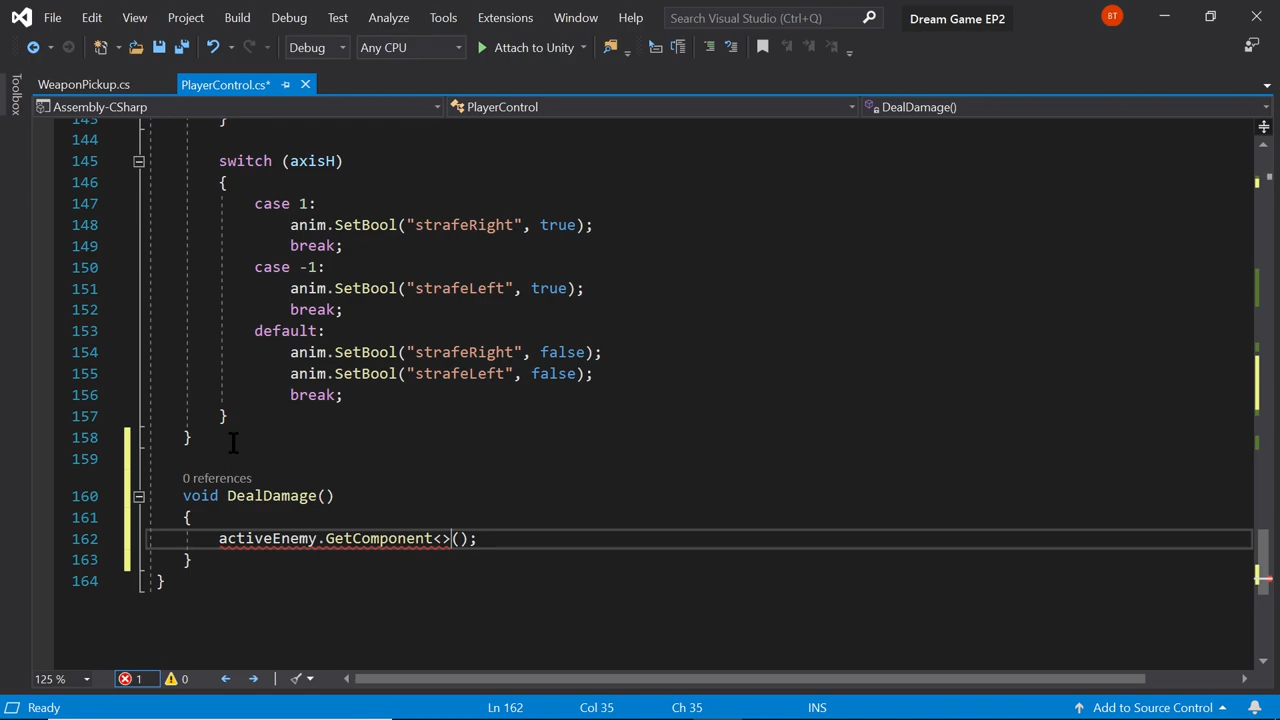 File Edit View Project Build Debug Test Analyze Tools Extensions Window Help Search Visual Studio (Ctrl+Q) Dream Game EP2 BT
Debug Any CPU Attach to Unity
WeaponPickup.cs PlayerControl.cs*
Toolbox
Assembly-CSharp PlayerControl DealDamage()
143 }
144
145 switch (axisH)
146 {
147 case 1:
148 anim.SetBool("strafeRight", true);
149 break;
150 case -1:
151 anim.SetBool("strafeLeft", true);
152 break;
153 default:
154 anim.SetBool("strafeRight", false);
155 anim.SetBool("strafeLeft", false);
156 break;
157 }
158 }
159
0 references
160 void DealDamage()
161 {
162 activeEnemy.GetComponent<>();
163 }
164 }
125 % 1 0
Ready Ln 162 Col 35 Ch 35 INS Add to Source Control